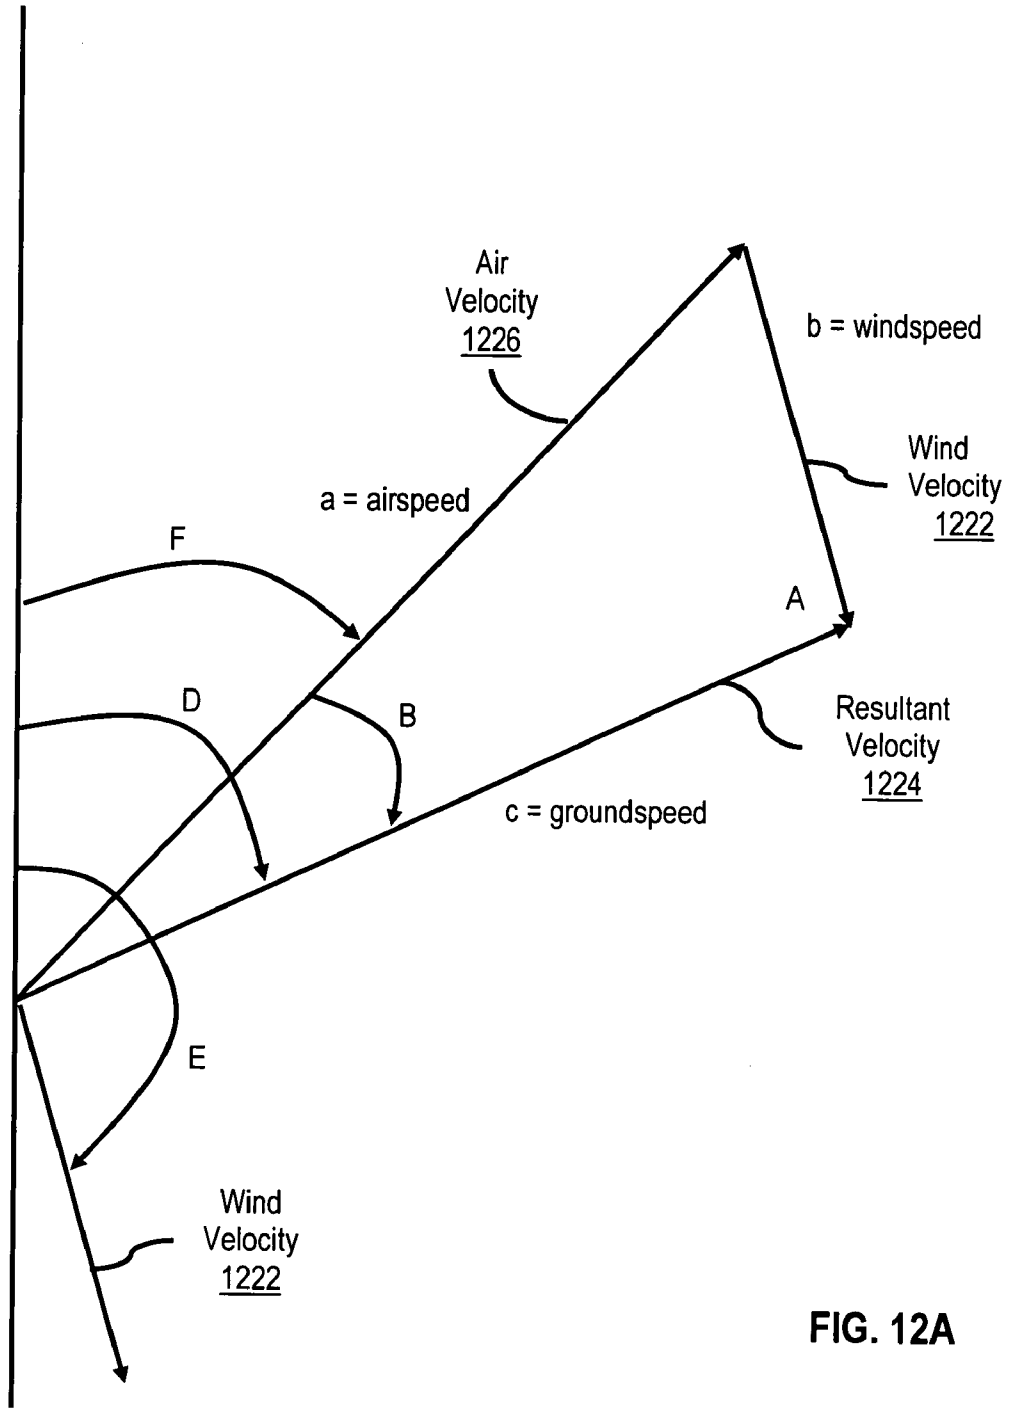 Air
Velocity
1226
b = windspeed
Wind
Velocity
1222
a = airspeed
F
A
D
B
Resultant
Velocity
1224
c = groundspeed
E
Wind
Velocity
1222
FIG. 12A